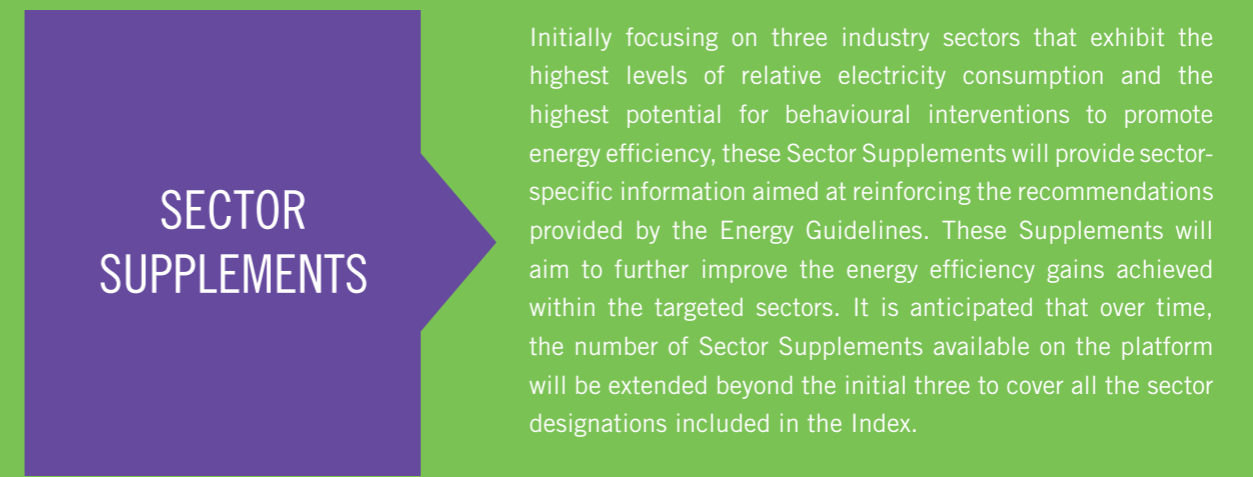 SECTOR
SUPPLEMENTS
Initially focusing on three industry sectors that exhibit the
highest levels of relative electricity consumption and the
highest potential for behavioural interventions to promote
energy efficiency, these Sector Supplements will provide sector-
specific information aimed at reinforcing the recommendations
provided by the Energy Guidelines. These Supplements will
aim to further improve the energy efficiency gains achieved
within the targeted sectors. It is anticipated that over time,
the number of Sector Supplements available on the platform
will be extended beyond the initial three to cover all the sector
designations included in the Index.